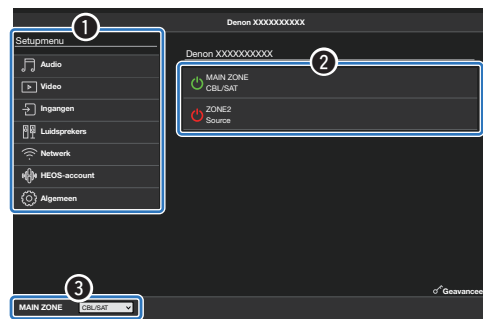 Denon XXXXXXXXXX
1
Setupmenu
Audio
Video
Ingangen
Luidsprekers
Netwerk
HEOS-account
Algemeen
Denon XXXXXXXXXX
2
MAIN ZONE
CBL/SAT
ZONE2
Source
Geavancee
3
MAIN ZONE CBL/SAT